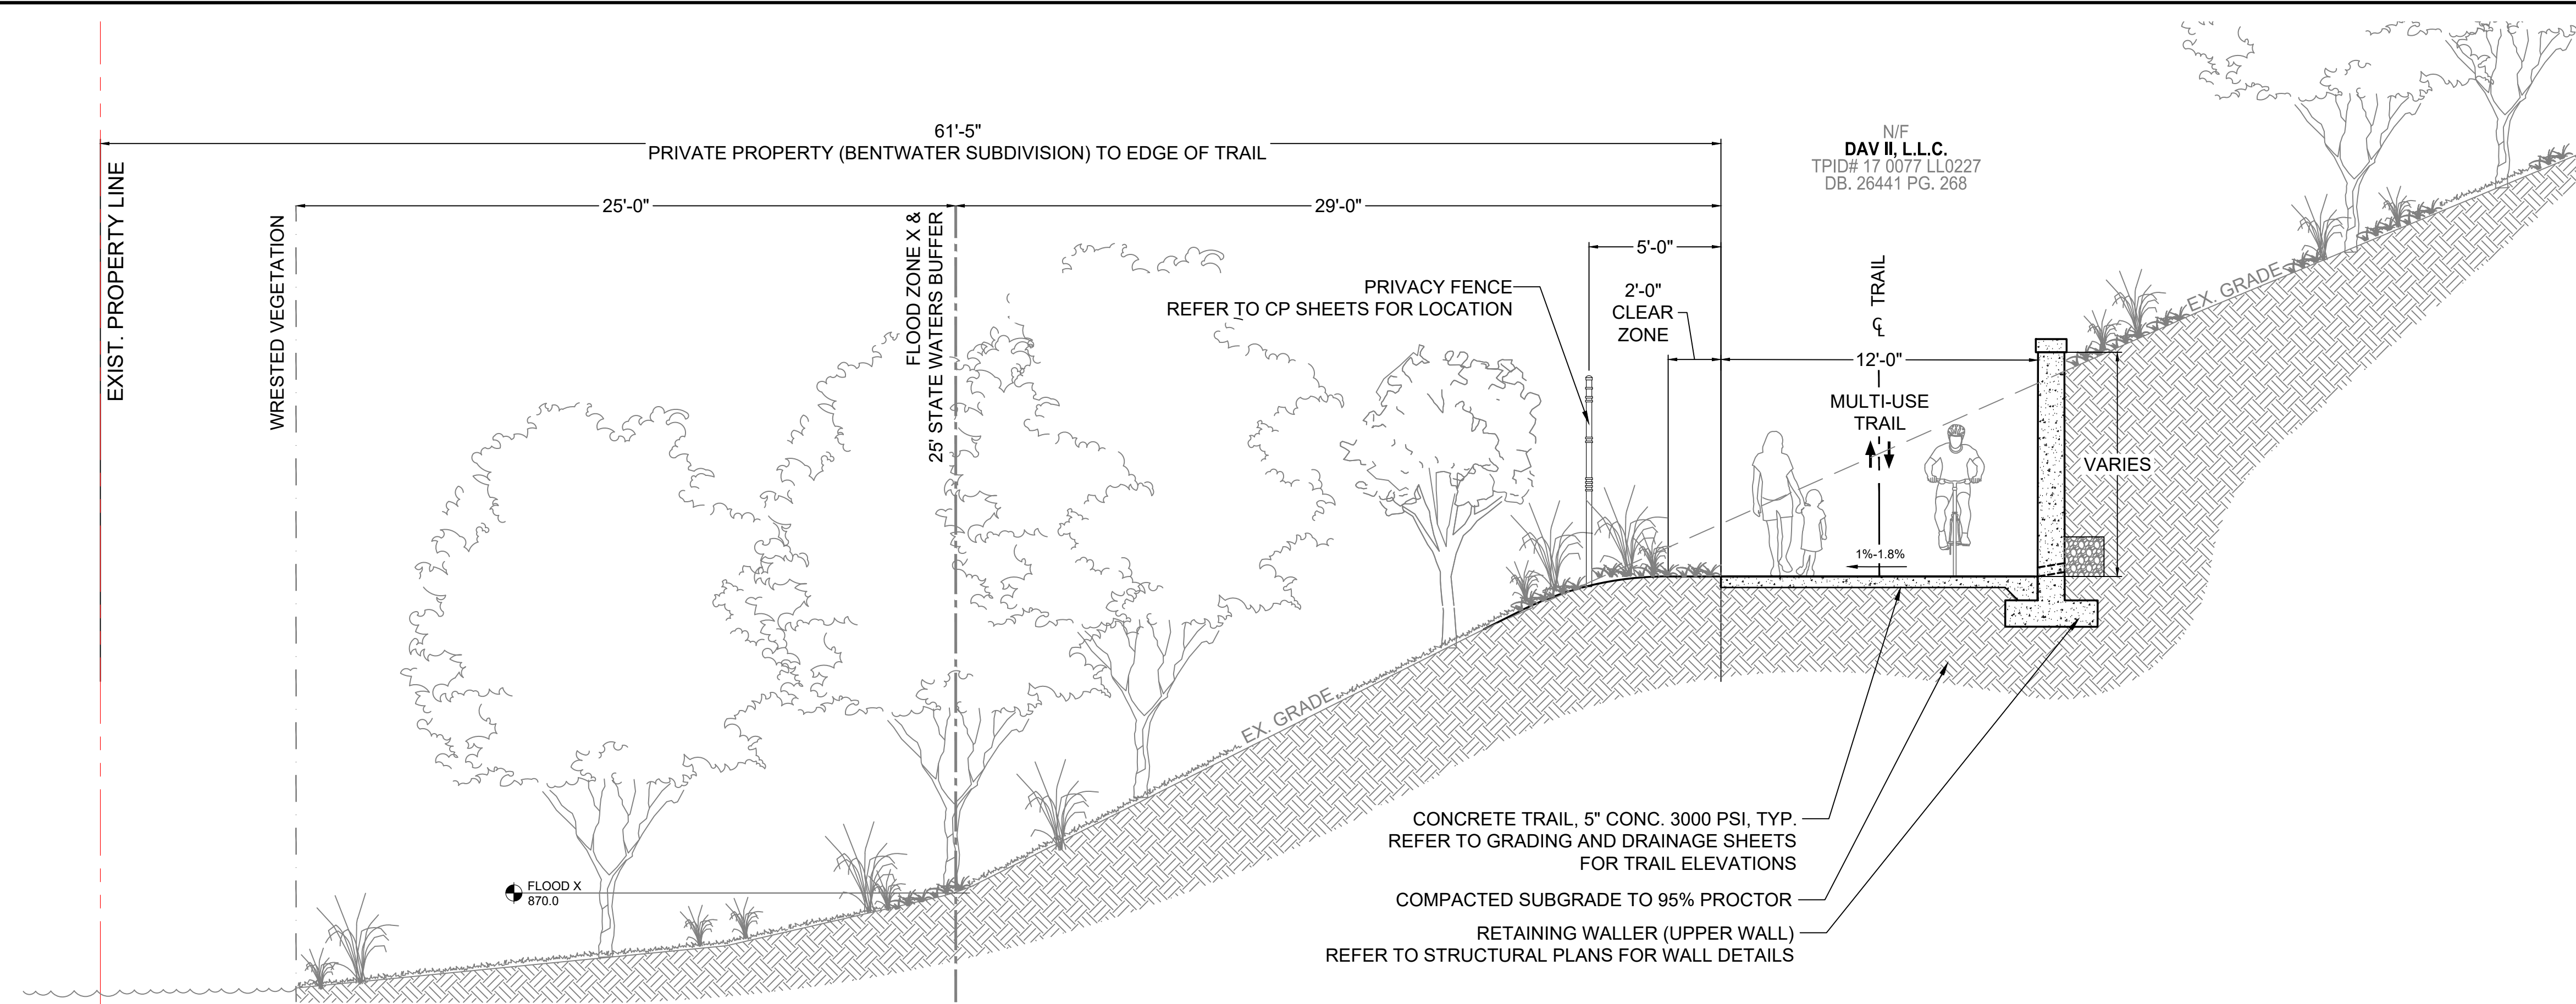 61'-5"
PRIVATE PROPERTY (BENTWATER SUBDIVISION) TO EDGE OF TRAIL
EXIST. PROPERTY LINE
WRESTED VEGETATION
25'-0"
FLOOD ZONE X &
25' STATE WATERS BUFFER
29'-0"
5'-0"
PRIVACY FENCE
REFER TO CP SHEETS FOR LOCATION
2'-0"
CLEAR
ZONE
N/F
DAV II, L.L.C.
TPID# 17 0077 LL0227
DB. 26441 PG. 268
℄ TRAIL
12'-0"
MULTI-USE
TRAIL
1%-1.8%
VARIES
EX. GRADE
EX. GRADE
FLOOD X
870.0
CONCRETE TRAIL, 5" CONC. 3000 PSI, TYP.
REFER TO GRADING AND DRAINAGE SHEETS
FOR TRAIL ELEVATIONS
COMPACTED SUBGRADE TO 95% PROCTOR
RETAINING WALLER (UPPER WALL)
REFER TO STRUCTURAL PLANS FOR WALL DETAILS